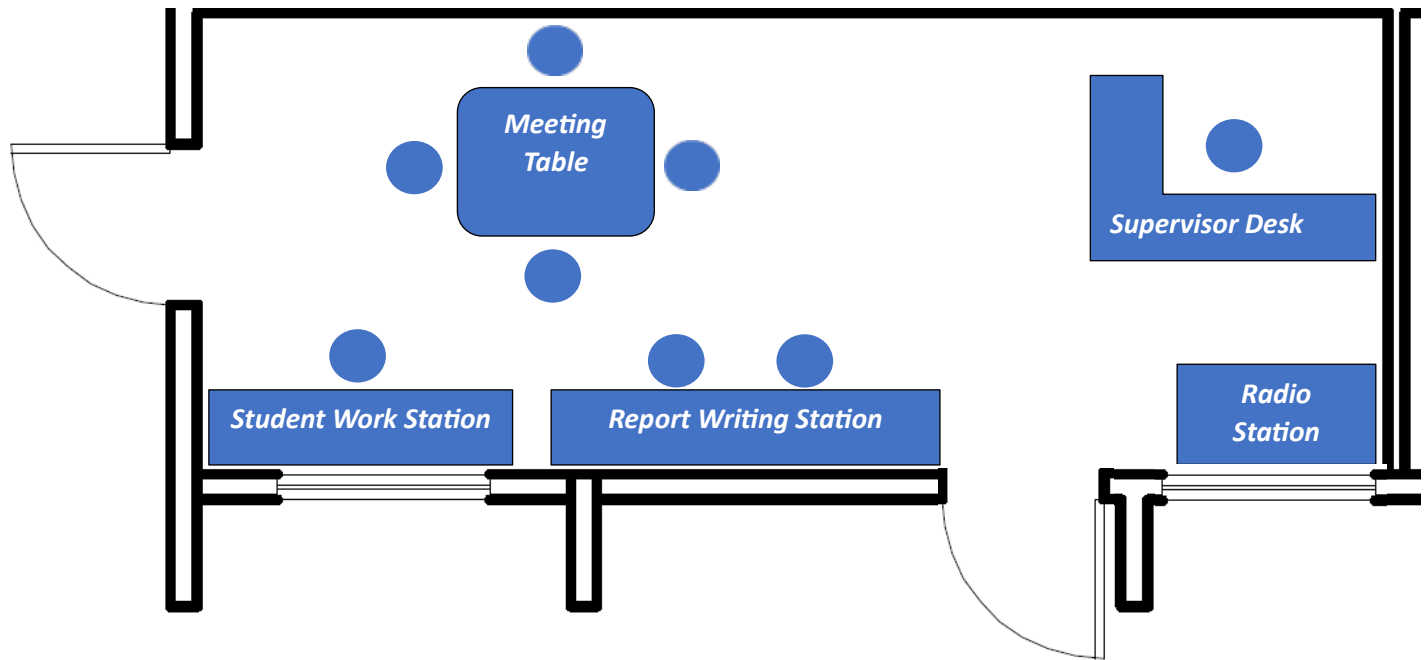 Meeting
Table
Supervisor Desk
Student Work Station
Report Writing Station
Radio
Station